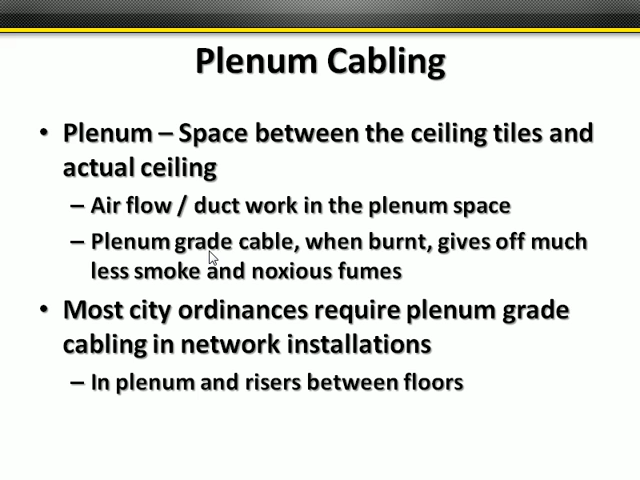 Plenum Cabling
• Plenum – Space between the ceiling tiles and
actual ceiling
– Air flow / duct work in the plenum space
– Plenum grade cable, when burnt, gives off much
less smoke and noxious fumes
• Most city ordinances require plenum grade
cabling in network installations
– In plenum and risers between floors